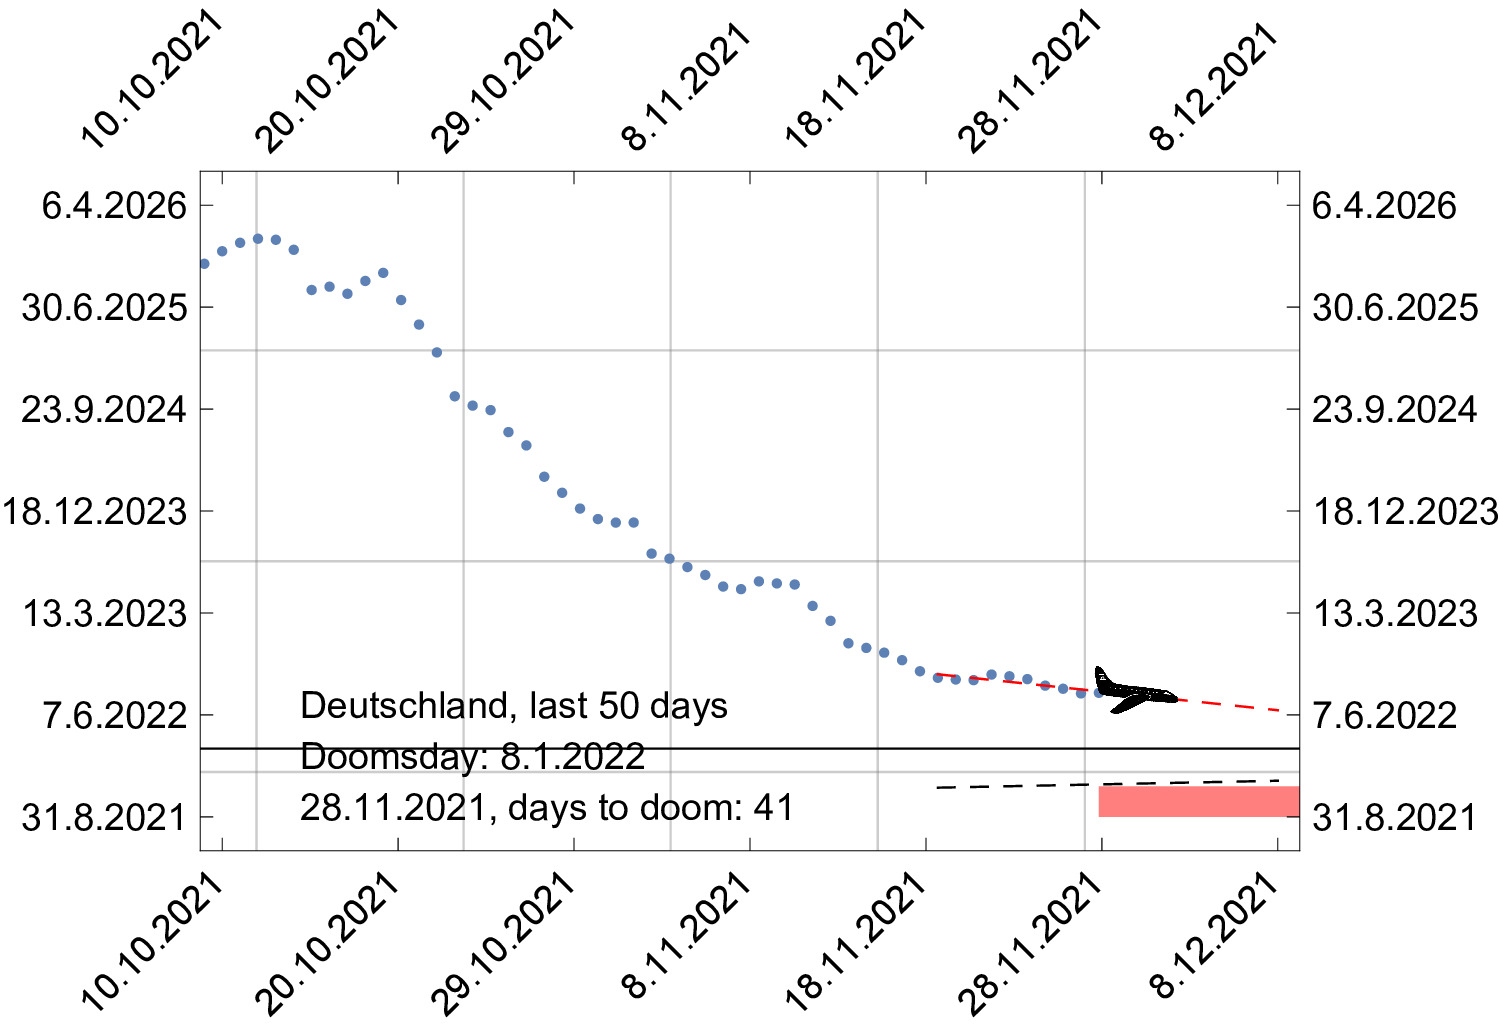 10.10.2021 20.10.2021 29.10.2021 8.11.2021 18.11.2021 28.11.2021 8.12.2021
6.4.2026 6.4.2026
30.6.2025 30.6.2025
23.9.2024 23.9.2024
18.12.2023 18.12.2023
13.3.2023 13.3.2023
Deutschland, last 50 days
7.6.2022 7.6.2022
Doomsday: 8.1.2022
28.11.2021, days to doom: 41
31.8.2021 31.8.2021
10.10.2021 20.10.2021 29.10.2021 8.11.2021 18.11.2021 28.11.2021 8.12.2021